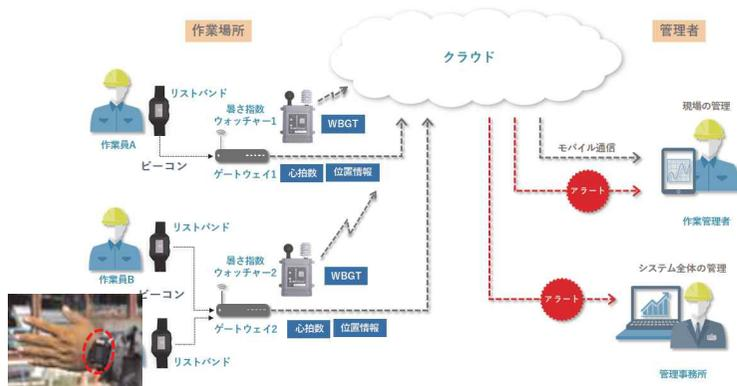 作業場所
管理者
クラウド
リストバンド
暑さ指数
ウォッチャー1
WBGT
作業員A
ビーコン
ゲートウェイ1
心拍数
位置情報
モバイル通信
現場の管理
アラート
作業管理者
リストバンド
暑さ指数
ウォッチャー2
WBGT
作業員B
ビーコン
ゲートウェイ2
心拍数
位置情報
リストバンド
システム全体の管理
アラート
管理事務所